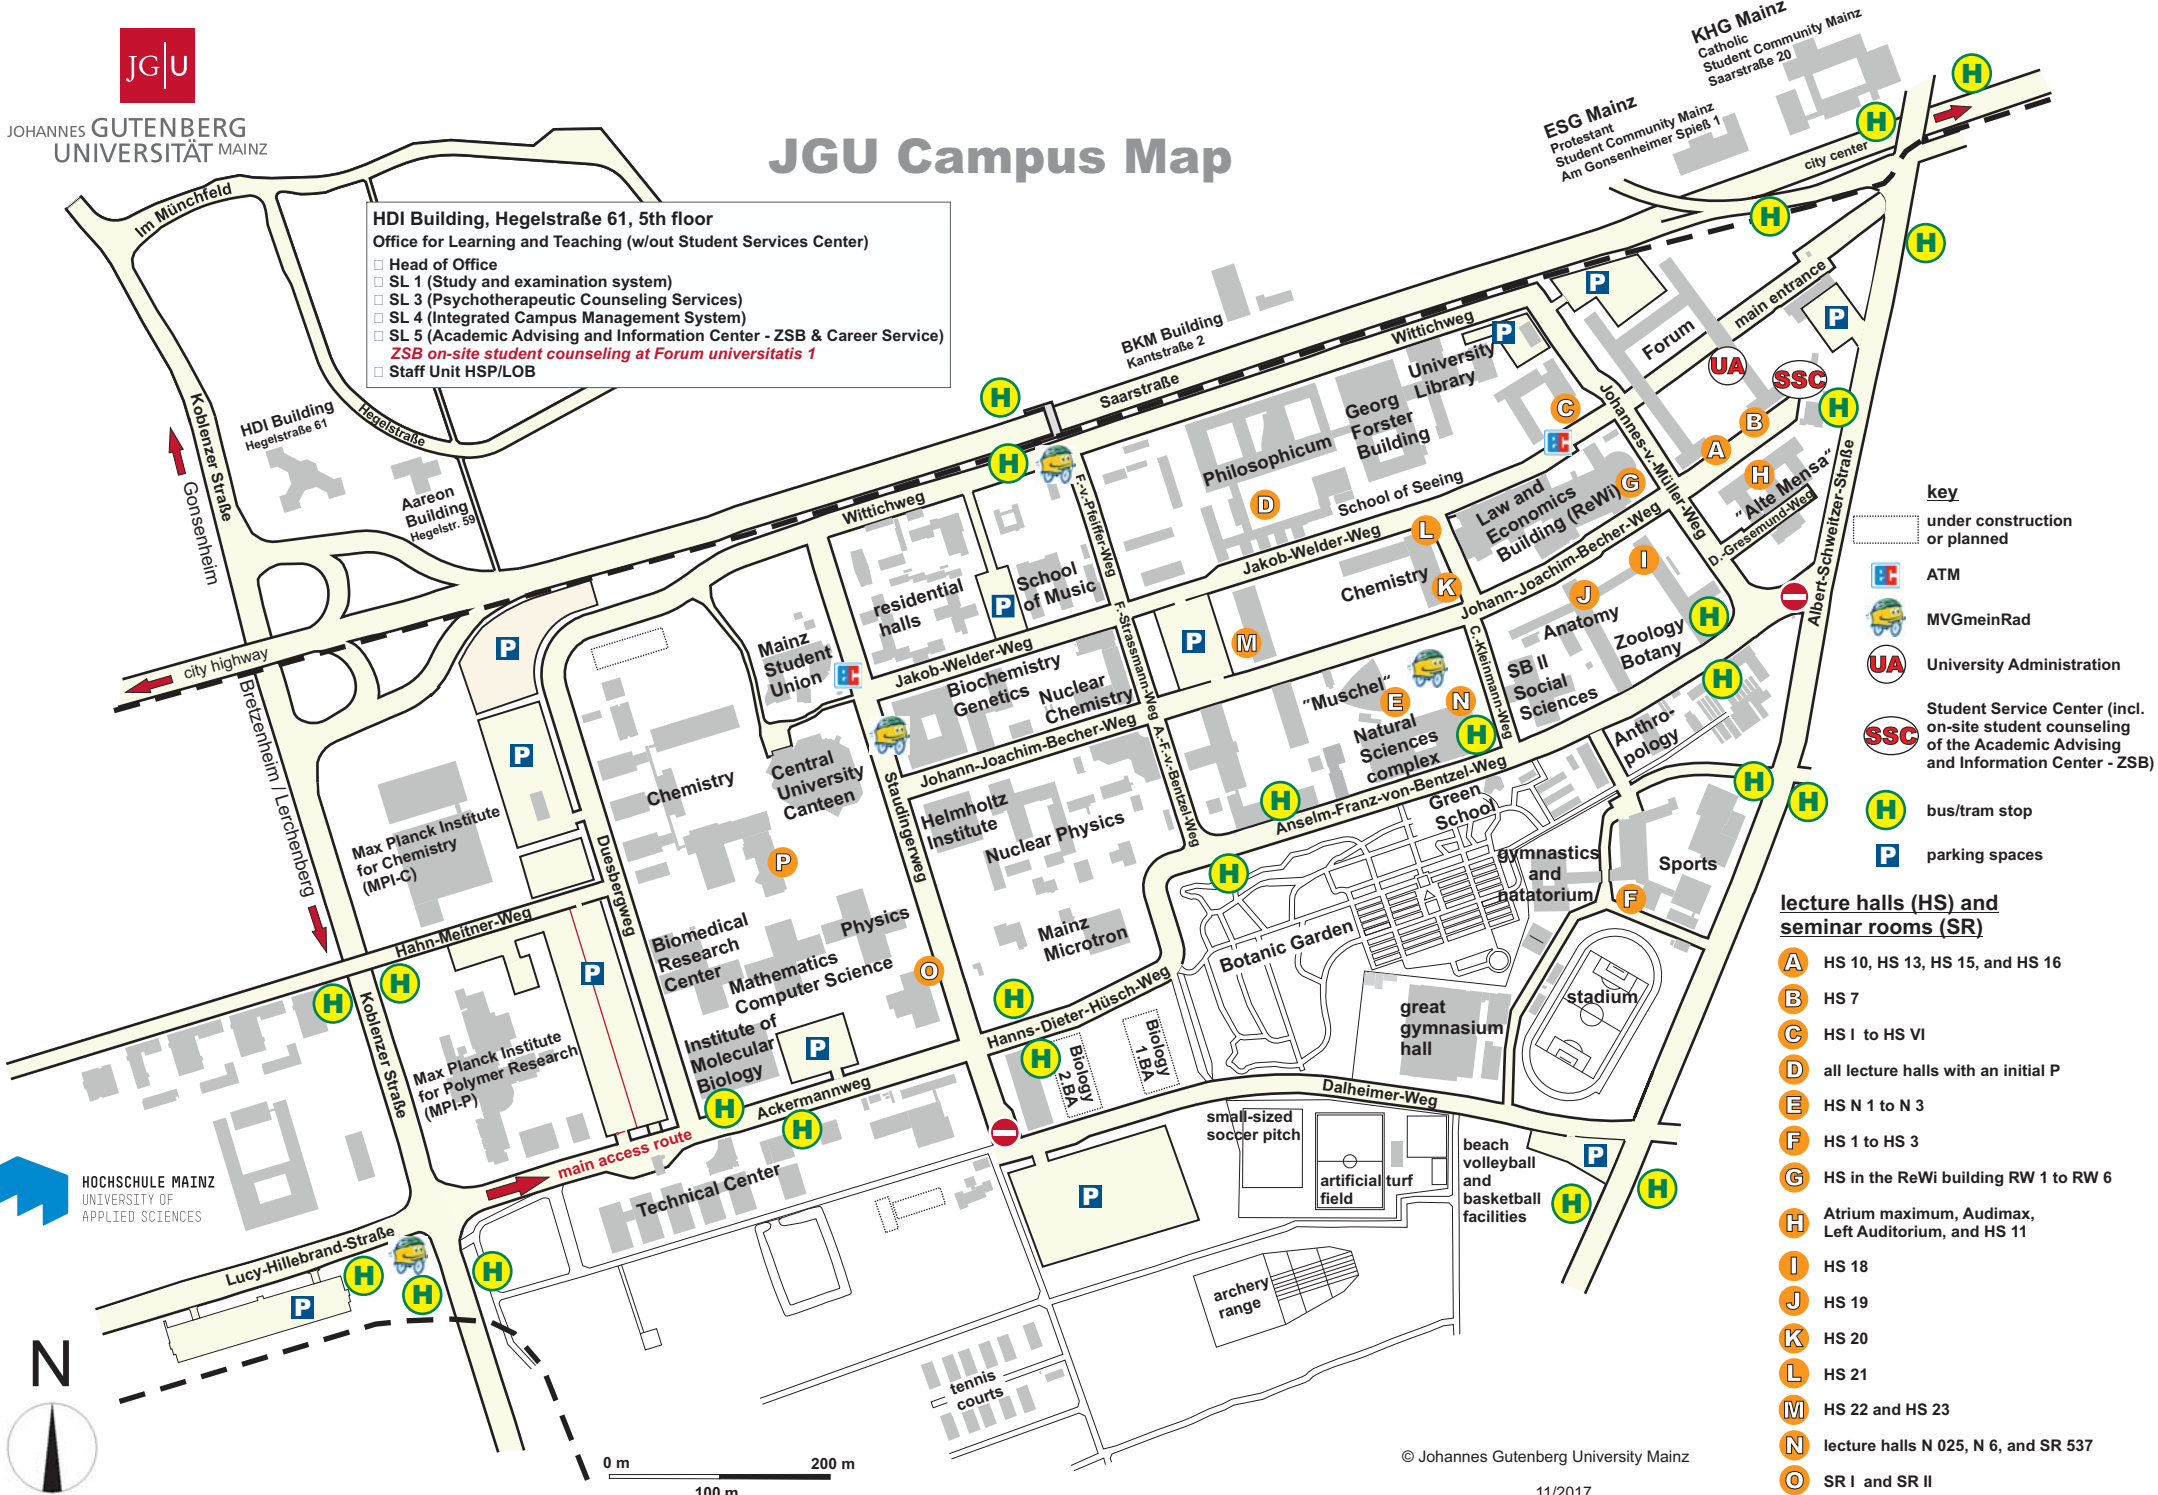 JG U
JOHANNES GUTENBERG
UNIVERSITÄT MAINZ
JGU Campus Map
KHG Mainz
Catholic
Student Community Mainz
Saarstraße 20
ESG Mainz
Protestant
Student Community Mainz
Am Gonsenheimer Spieß 1
H
H
city center
H
H
HDI Building, Hegelstraße 61, 5th floor
Office for Learning and Teaching (w/out Student Services Center)
Head of Office
SL 1 (Study and examination system)
SL 3 (Psychotherapeutic Counseling Services)
SL 4 (Integrated Campus Management System)
SL 5 (Academic Advising and Information Center - ZSB & Career Service)
ZSB on-site student counseling at Forum universitatis 1
Staff Unit HSP/LOB
Im Münchfeld
Koblenzer Straße
Gonsenheim
HDI Building
Hegelstraße 61
Hegelstraße
Aareon
Building
Hegelstr. 59
BKM Building
Kantstraße 2
Saarstraße
Wittichweg
P
P
main entrance
P
Forum
UA
SSC
H
University
Library
Georg
Forster
Building
Philosophicum
C
EC
B
A
H
"Alte Mensa"
Johannes-v.-Müller-Weg
D.-Gresemund-Weg
Albert-Schweitzer-Straße
H
H
Wittichweg
F.-v.-Pfeiffer-Weg
D
School of Seeing
Law and
Economics
Building (ReWi)
G
L
Jakob-Welder-Weg
Johann-Joachim-Becher-Weg
Chemistry
K
I
J
Anatomy
Zoology
Botany
H
residential
halls
P
School
of Music
F.-Strassmann-Weg
P
M
C.-Kleinmann-Weg
SB II
Social
Sciences
H
Anthro-
pology
city highway
P
P
Bretzenheim / Lerchenberg
Mainz
Student
Union
EC
Jakob-Welder-Weg
Biochemistry
Genetics
Nuclear
Chemistry
Johann-Joachim-Becher-Weg
"Muschel"
E
N
H
Natural
Sciences
complex
Anselm-Franz-von-Bentzel-Weg
H
A.-F.-v.-Bentzel-Weg
Green
School
H
H
Chemistry
Central
University
Canteen
Staudingerweg
Helmholtz
Institute
Nuclear Physics
H
Max Planck Institute
for Chemistry
(MPI-C)
Duesbergweg
P
gymnastics
and
natatorium
Sports
F
Hahn-Meitner-Weg
P
Biomedical
Research
Center
Physics
Mathematics
Computer Science
O
Mainz
Microtron
Botanic Garden
H
H
Koblenzer Straße
Max Planck Institute
for Polymer Research
(MPI-P)
Institute of
Molecular
Biology
P
H
Hanns-Dieter-Hüsch-Weg
H
Biology
2.BA
Biology
1.BA
great
gymnasium
hall
stadium
H
Ackermannweg
H
main access route
Technical Center
Dalheimer-Weg
small-sized
soccer pitch
artificial turf
field
beach
volleyball
and
basketball
facilities
P
P
H
H
HOCHSCHULE MAINZ
UNIVERSITY OF
APPLIED SCIENCES
Lucy-Hillebrand-Straße
H
H
H
P
archery
range
tennis
courts
N
0 m
200 m
100 m
© Johannes Gutenberg University Mainz
11/2017
key
under construction
or planned
EC ATM
MVGmeinRad
UA University Administration
SSC Student Service Center (incl.
on-site student counseling
of the Academic Advising
and Information Center - ZSB)
H bus/tram stop
P parking spaces
lecture halls (HS) and
seminar rooms (SR)
A HS 10, HS 13, HS 15, and HS 16
B HS 7
C HS I to HS VI
D all lecture halls with an initial P
E HS N 1 to N 3
F HS 1 to HS 3
G HS in the ReWi building RW 1 to RW 6
H Atrium maximum, Audimax,
Left Auditorium, and HS 11
I HS 18
J HS 19
K HS 20
L HS 21
M HS 22 and HS 23
N lecture halls N 025, N 6, and SR 537
O SR I and SR II